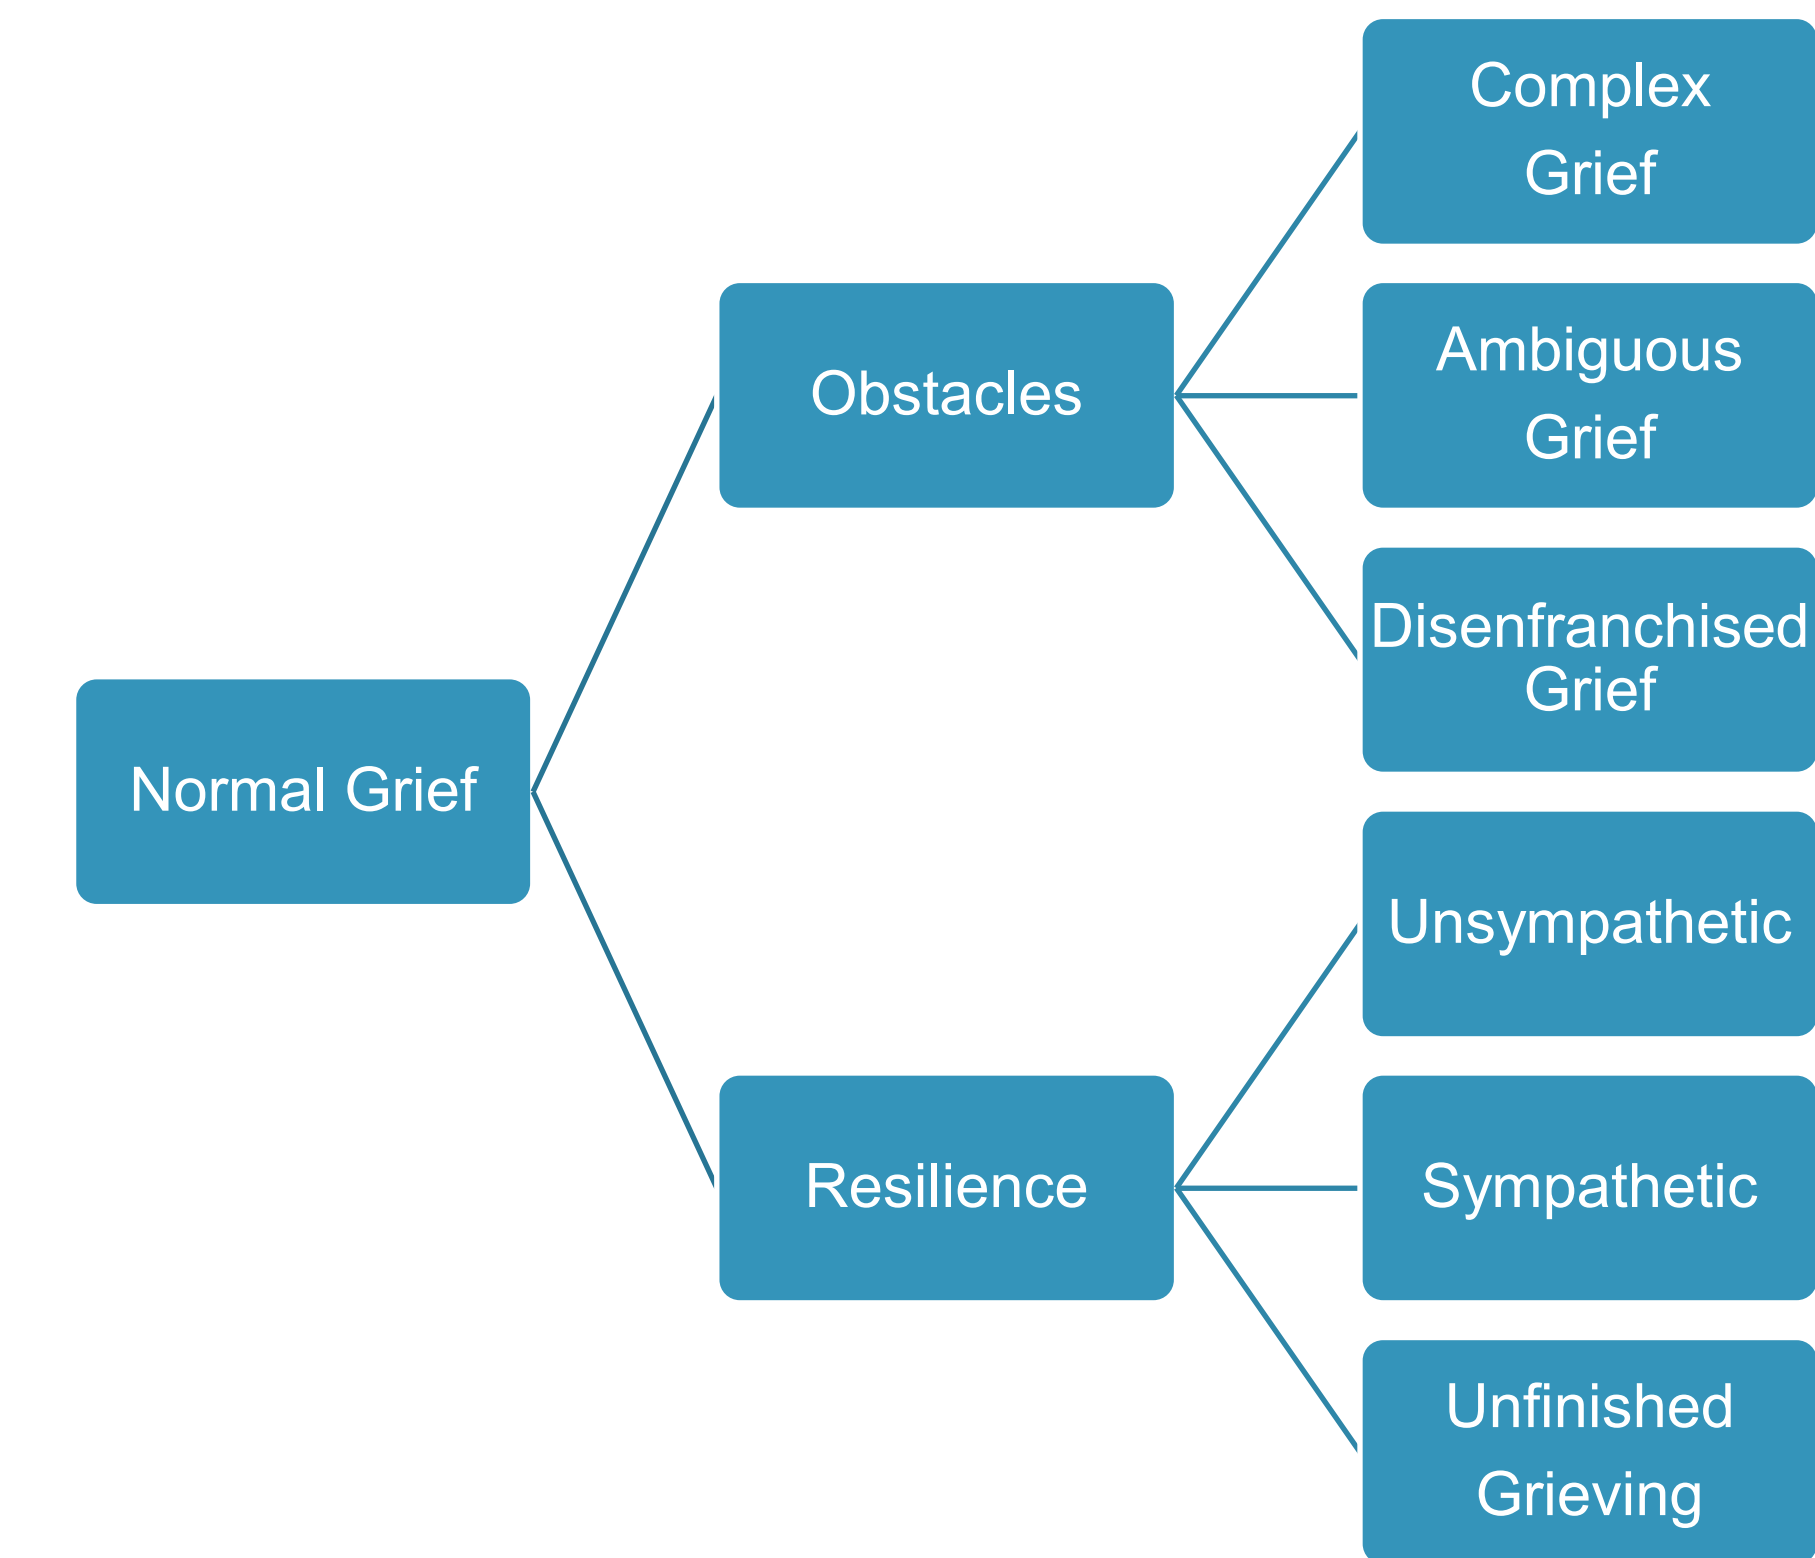 Complex
Grief
Ambiguous
Grief
Disenfranchised
Grief
Obstacles
Normal Grief
Unsympathetic
Sympathetic
Resilience
Unfinished
Grieving